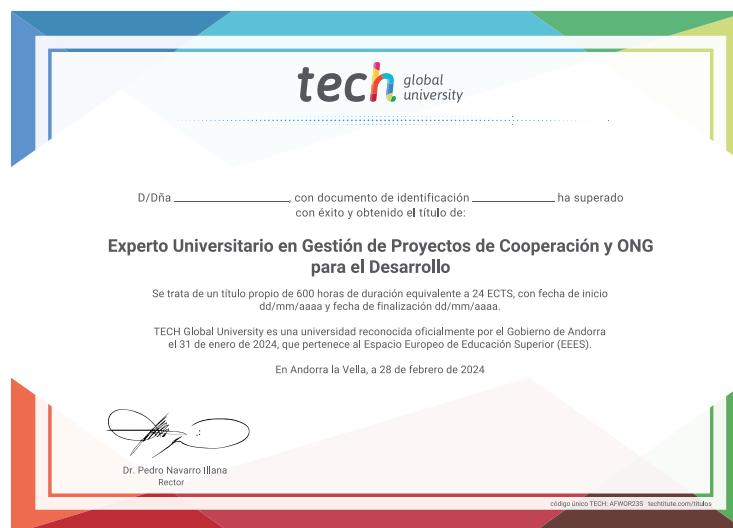 tech global
university
D/Dña ____________, con documento de identificación ____________ ha superado
con éxito y obtenido el título de:
Experto Universitario en Gestión de Proyectos de Cooperación y ONG
para el Desarrollo
Se trata de un título propio de 600 horas de duración equivalente a 24 ECTS, con fecha de inicio
dd/mm/aaaa y fecha de finalización dd/mm/aaaa.
TECH Global University es una universidad reconocida oficialmente por el Gobierno de Andorra
el 31 de enero de 2024, que pertenece al Espacio Europeo de Educación Superior (EEES).
En Andorra la Vella, a 28 de febrero de 2024
Dr. Pedro Navarro Illana
Rector
código único TECH: AFWOR23S techtitute.com/titulos